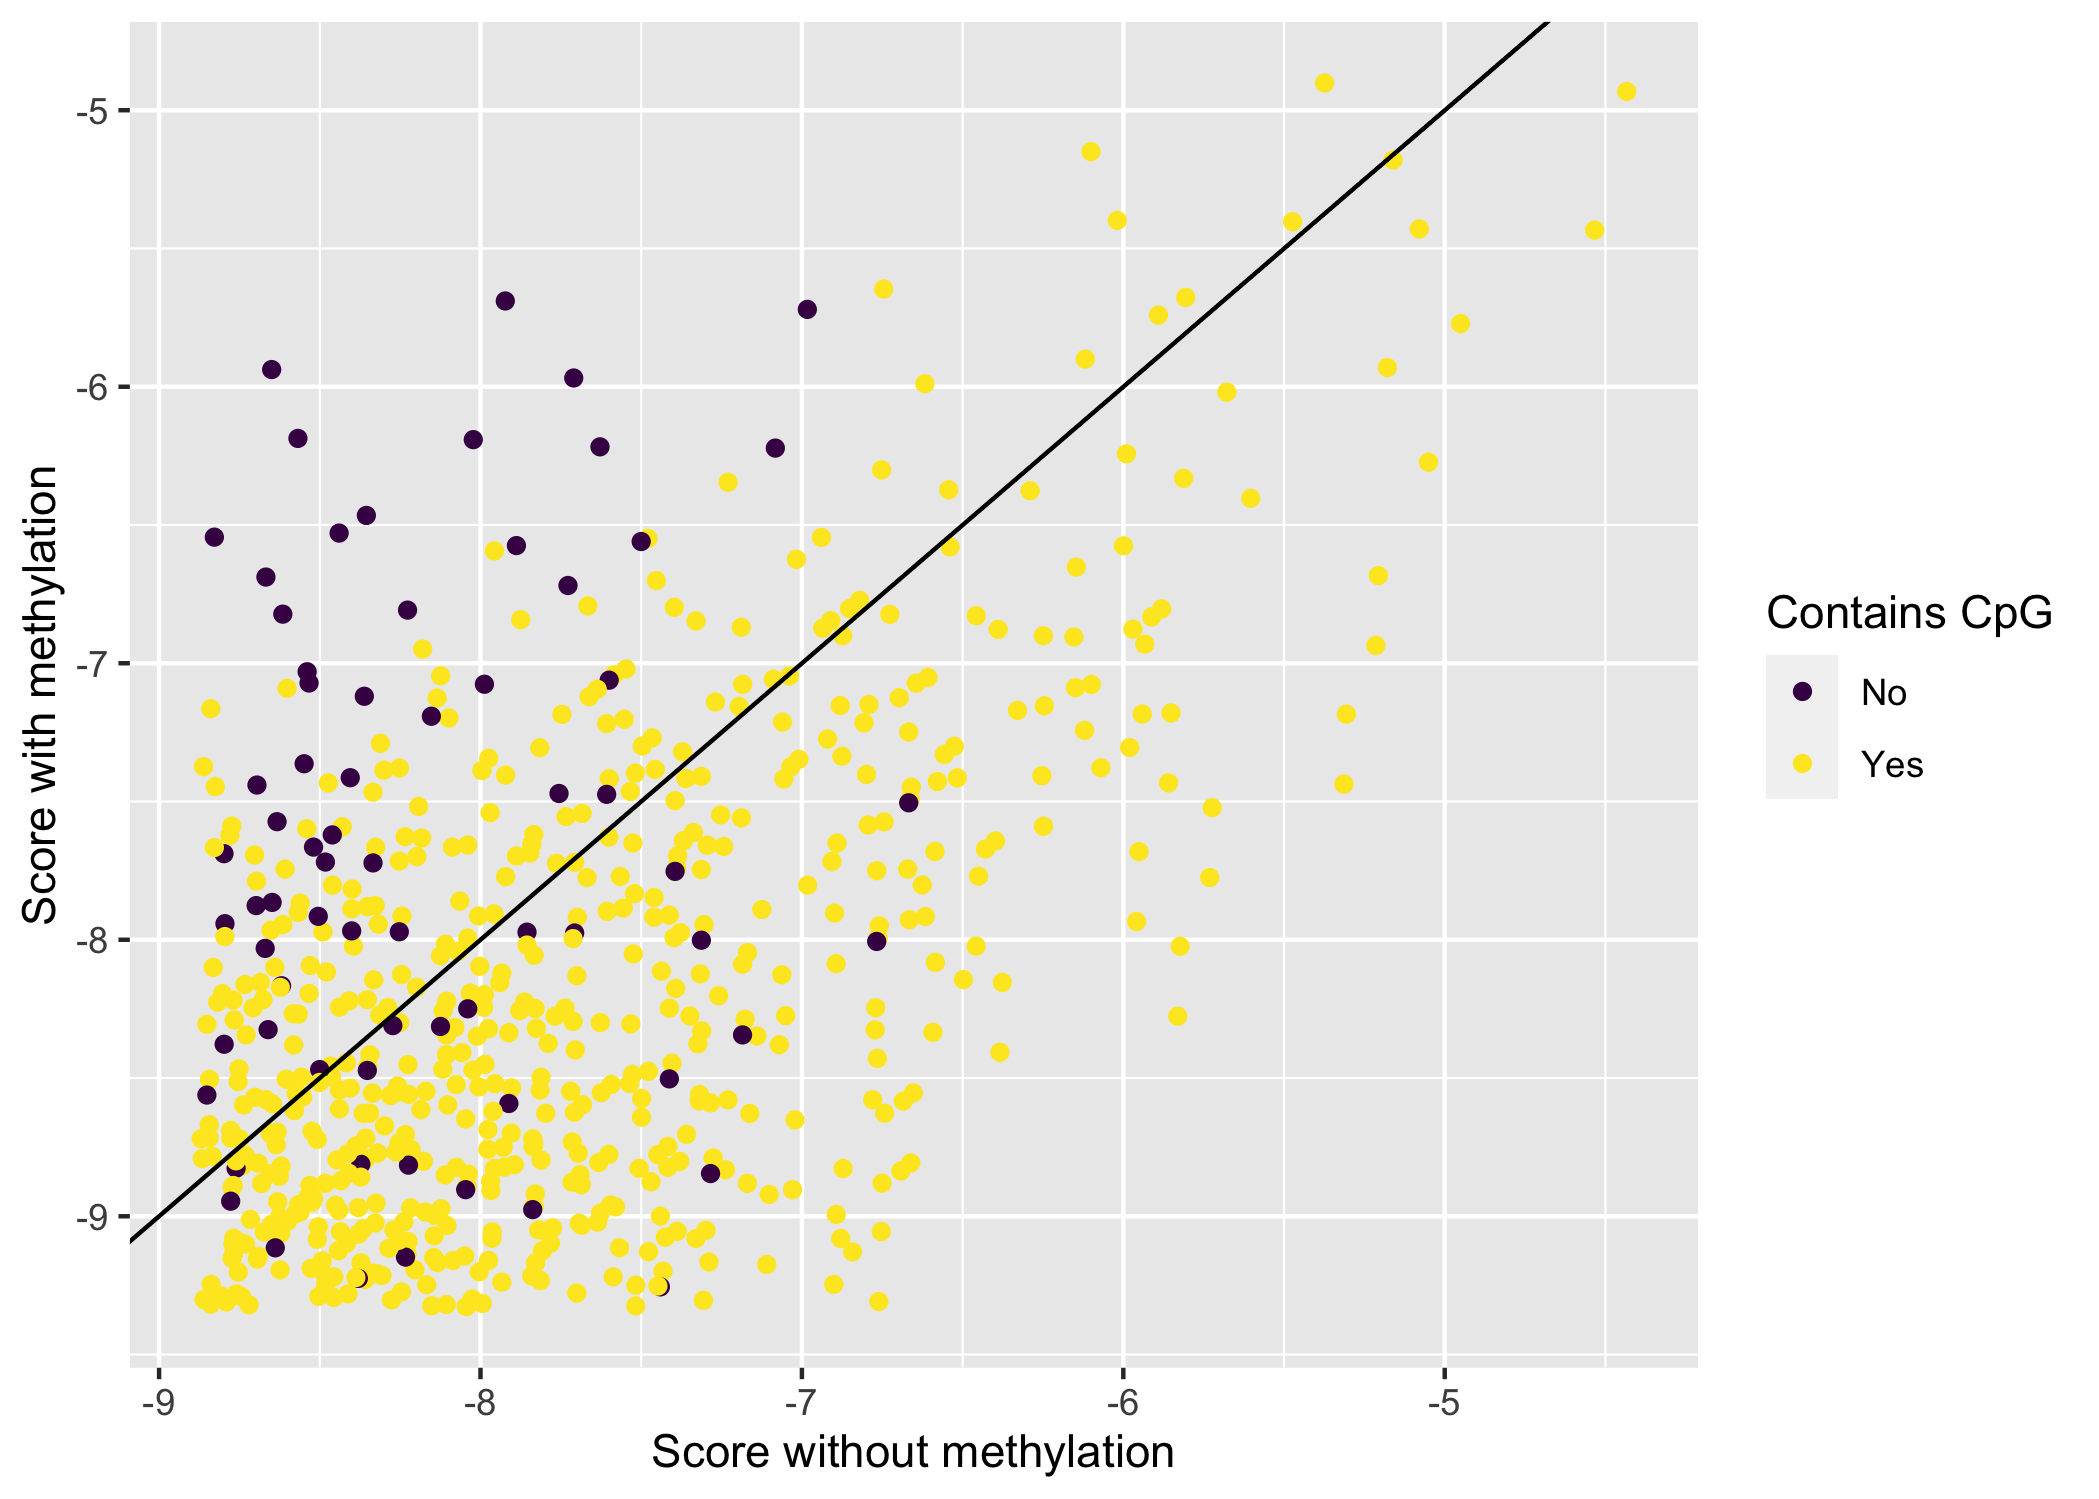 -5
-6
-7
-8
-9
Score with methylation
-9
-8
-7
-6
-5
Score without methylation
Contains CpG
No
Yes